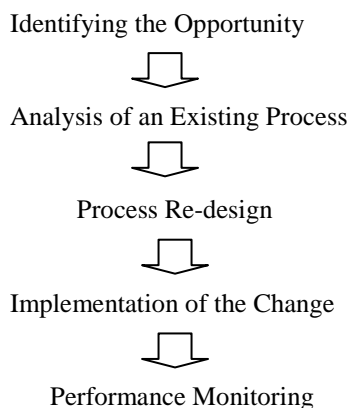 Identifying the Opportunity
Analysis of an Existing Process
Process Re-design
Implementation of the Change
Performance Monitoring